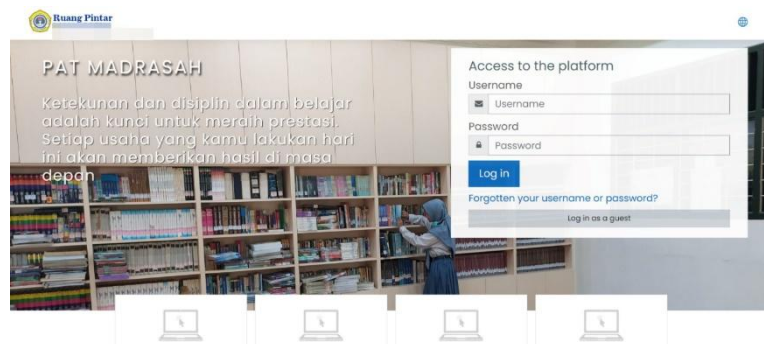 Ruang Pintar
PAT MADRASAH
Ketekunan dan disiplin dalam belajar
adalah kunci untuk meraih prestasi.
Setiap usaha yang kamu lakukan hari
ini akan memberikan hasil di masa
depan
Access to the platform
Username
Username
Password
Password
Log in
Forgotten your username or password?
Log in as a guest